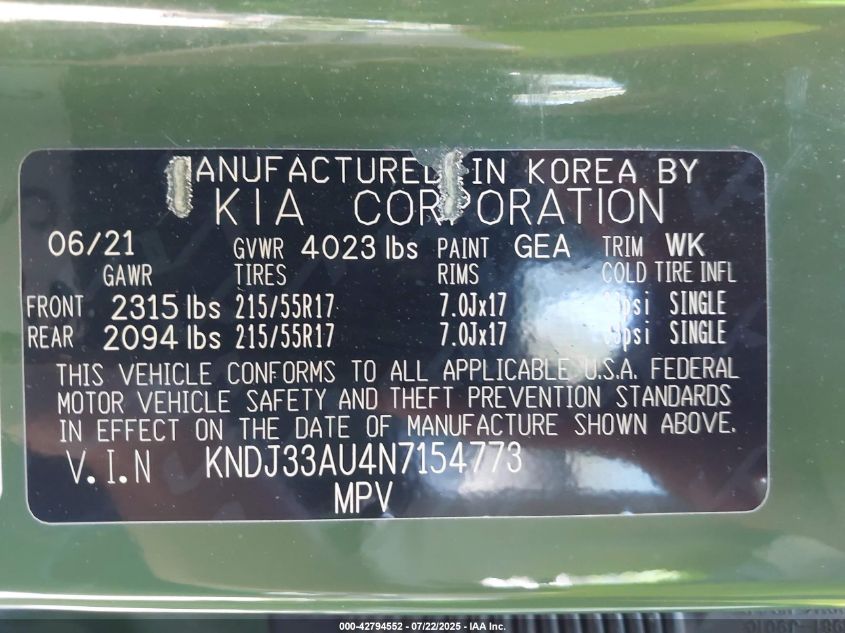 MANUFACTURED IN KOREA BY
KIA CORPORATION
06/21 GVWR 4023 lbs PAINT GEA TRIM WK
GAWR TIRES RIMS COLD TIRE INFL
FRONT 2315 lbs 215/55R17 7.0Jx17 psi SINGLE
REAR 2094 lbs 215/55R17 7.0Jx17 psi SINGLE
THIS VEHICLE CONFORMS TO ALL APPLICABLE U.S.A. FEDERAL
MOTOR VEHICLE SAFETY AND THEFT PREVENTION STANDARDS
IN EFFECT ON THE DATE OF MANUFACTURE SHOWN ABOVE.
V.I.N KNDJ33AU4N7154773
MPV
000-42794552 - 07/22/2025 - IAA Inc.